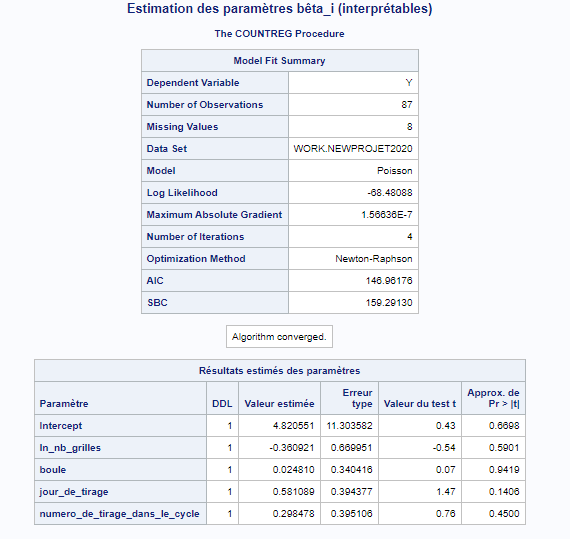 Estimation des paramètres bêta_i (interprétables)
The COUNTREG Procedure
Model Fit Summary
Dependent Variable Y
Number of Observations 87
Missing Values 8
Data Set WORK.NEWPROJET2020
Model Poisson
Log Likelihood -68.48088
Maximum Absolute Gradient 1.56636E-7
Number of Iterations 4
Optimization Method Newton-Raphson
AIC 146.96176
SBC 159.29130
Algorithm converged.
Résultats estimés des paramètres
Paramètre DDL Valeur estimée Erreur type Valeur du test t Approx. de Pr > |t|
Intercept 1 4.820551 11.303582 0.43 0.6698
ln_nb_grilles 1 -0.360921 0.669951 -0.54 0.5901
boule 1 0.024810 0.340416 0.07 0.9419
jour_de_tirage 1 0.581089 0.394377 1.47 0.1406
numero_de_tirage_dans_le_cycle 1 0.298478 0.395106 0.76 0.4500